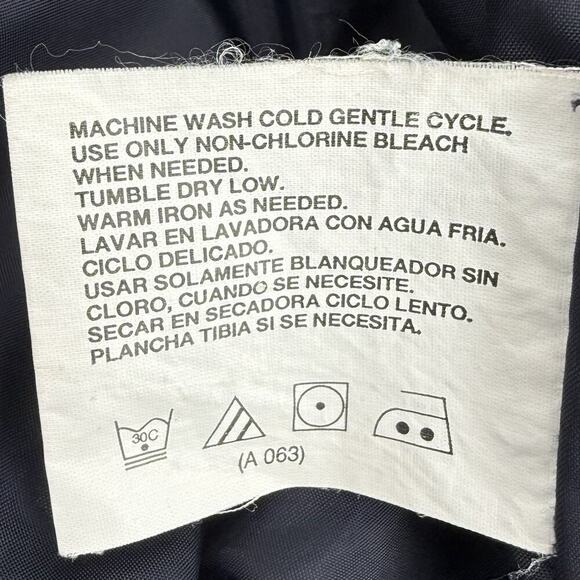 MACHINE WASH COLD GENTLE CYCLE.
USE ONLY NON-CHLORINE BLEACH
WHEN NEEDED.
TUMBLE DRY LOW.
WARM IRON AS NEEDED.
LAVAR EN LAVADORA CON AGUA FRIA.
CICLO DELICADO.
USAR SOLAMENTE BLANQUEADOR SIN
CLORO, CUANDO SE NECESITE.
SECAR EN SECADORA CICLO LENTO.
PLANCHA TIBIA SI SE NECESITA.
30C
(A 063)